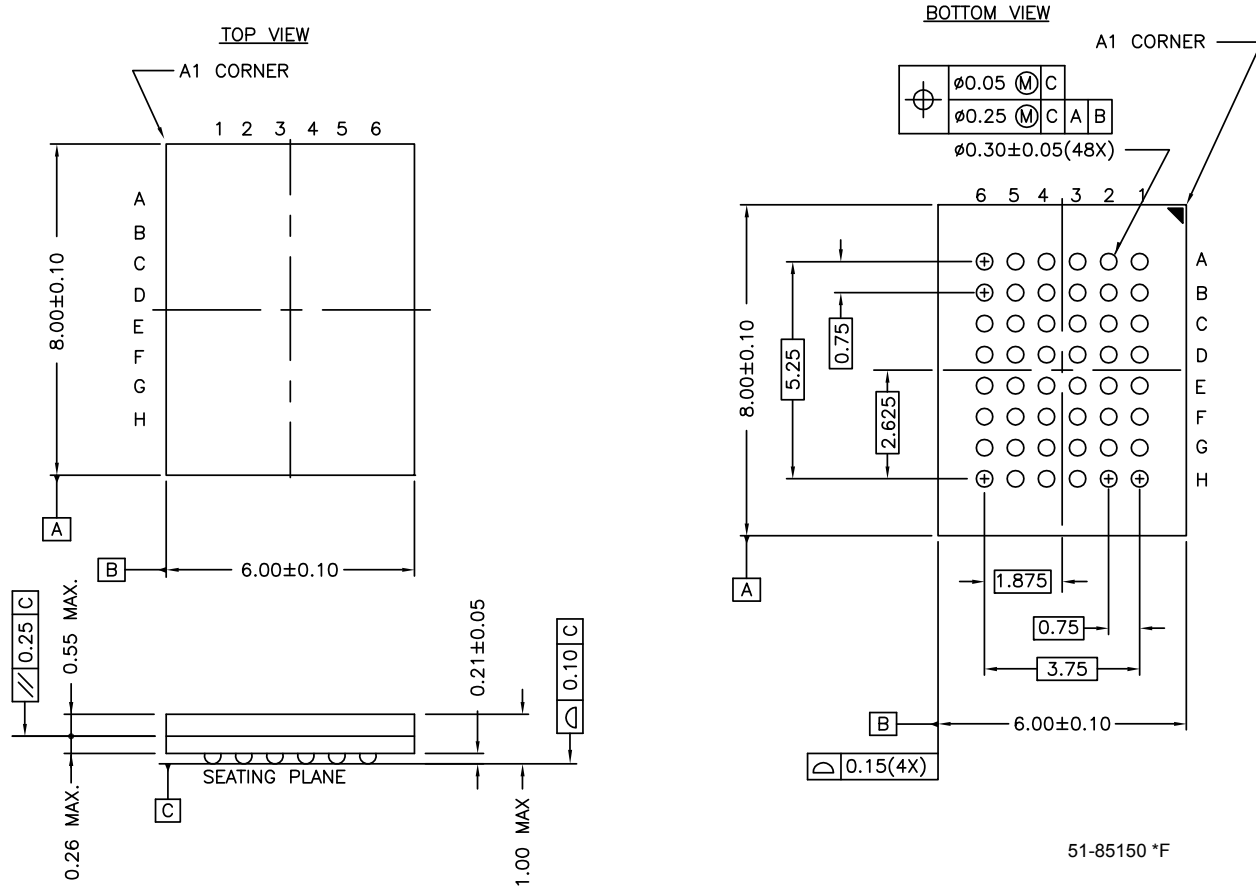 TOP VIEW
A1 CORNER
1 2 3 4 5 6
A
B
C
D
E
F
G
H
8.00±0.10
A
B
6.00±0.10
// 0.25 C
0.55 MAX.
0.21±0.05
0.10 C
SEATING PLANE
C
0.26 MAX.
1.00 MAX
BOTTOM VIEW
A1 CORNER
ø0.05 Ⓜ C
ø0.25 Ⓜ C A B
ø0.30±0.05(48X)
6 5 4 3 2 1
A
B
C
D
E
F
G
H
8.00±0.10
5.25
0.75
2.625
A
1.875
0.75
3.75
B
6.00±0.10
0.15(4X)
51-85150 *F